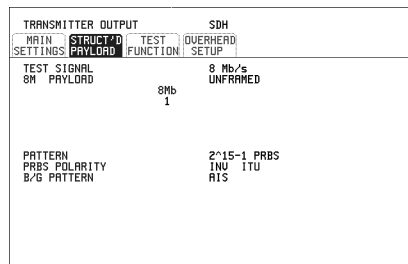 TRANSMITTER OUTPUT SDH
MAIN SETTINGS STRUCT'D PAYLOAD TEST FUNCTION OVERHEAD SETUP
TEST SIGNAL 8 Mb/s
8M PAYLOAD UNFRAMED
8Mb
1
PATTERN 2^15-1 PRBS
PRBS POLARITY INV ITU
B/G PATTERN AIS